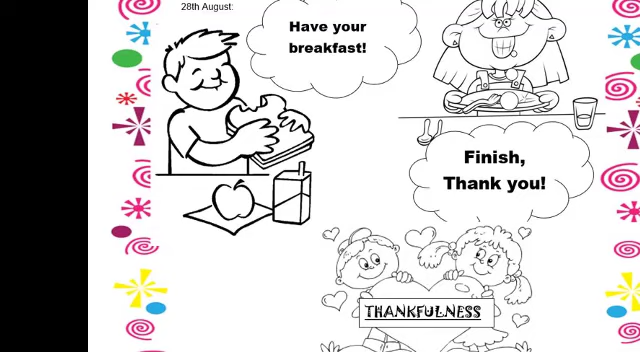 28th August:
Have your
breakfast!
Finish,
Thank you!
THANKFULNESS